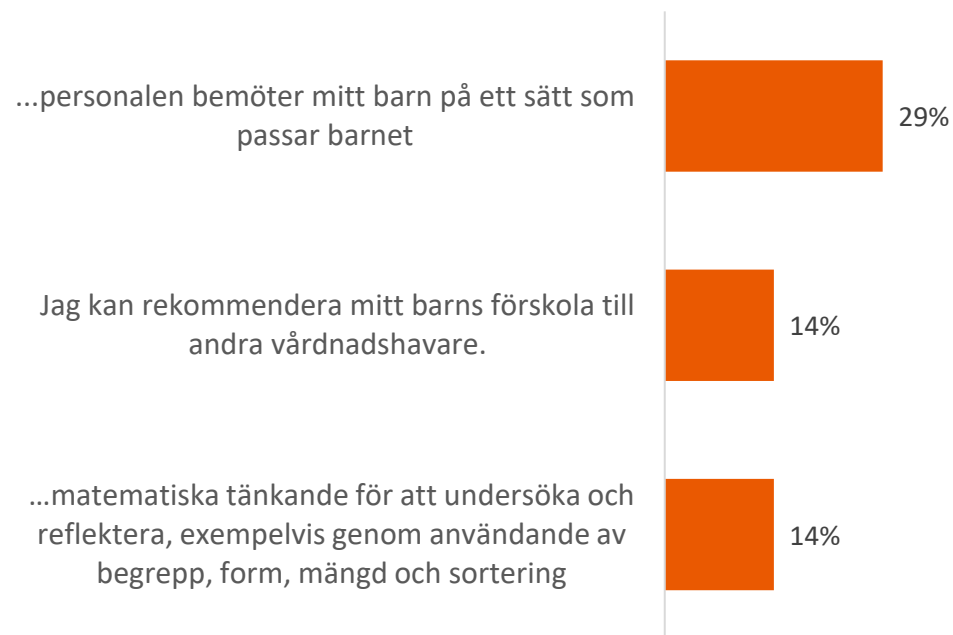 ...personalen bemöter mitt barn på ett sätt som
passar barnet
29%
Jag kan rekommendera mitt barns förskola till
andra vårdnadshavare.
14%
...matematiska tänkande för att undersöka och
reflektera, exempelvis genom användande av
begrepp, form, mängd och sortering
14%